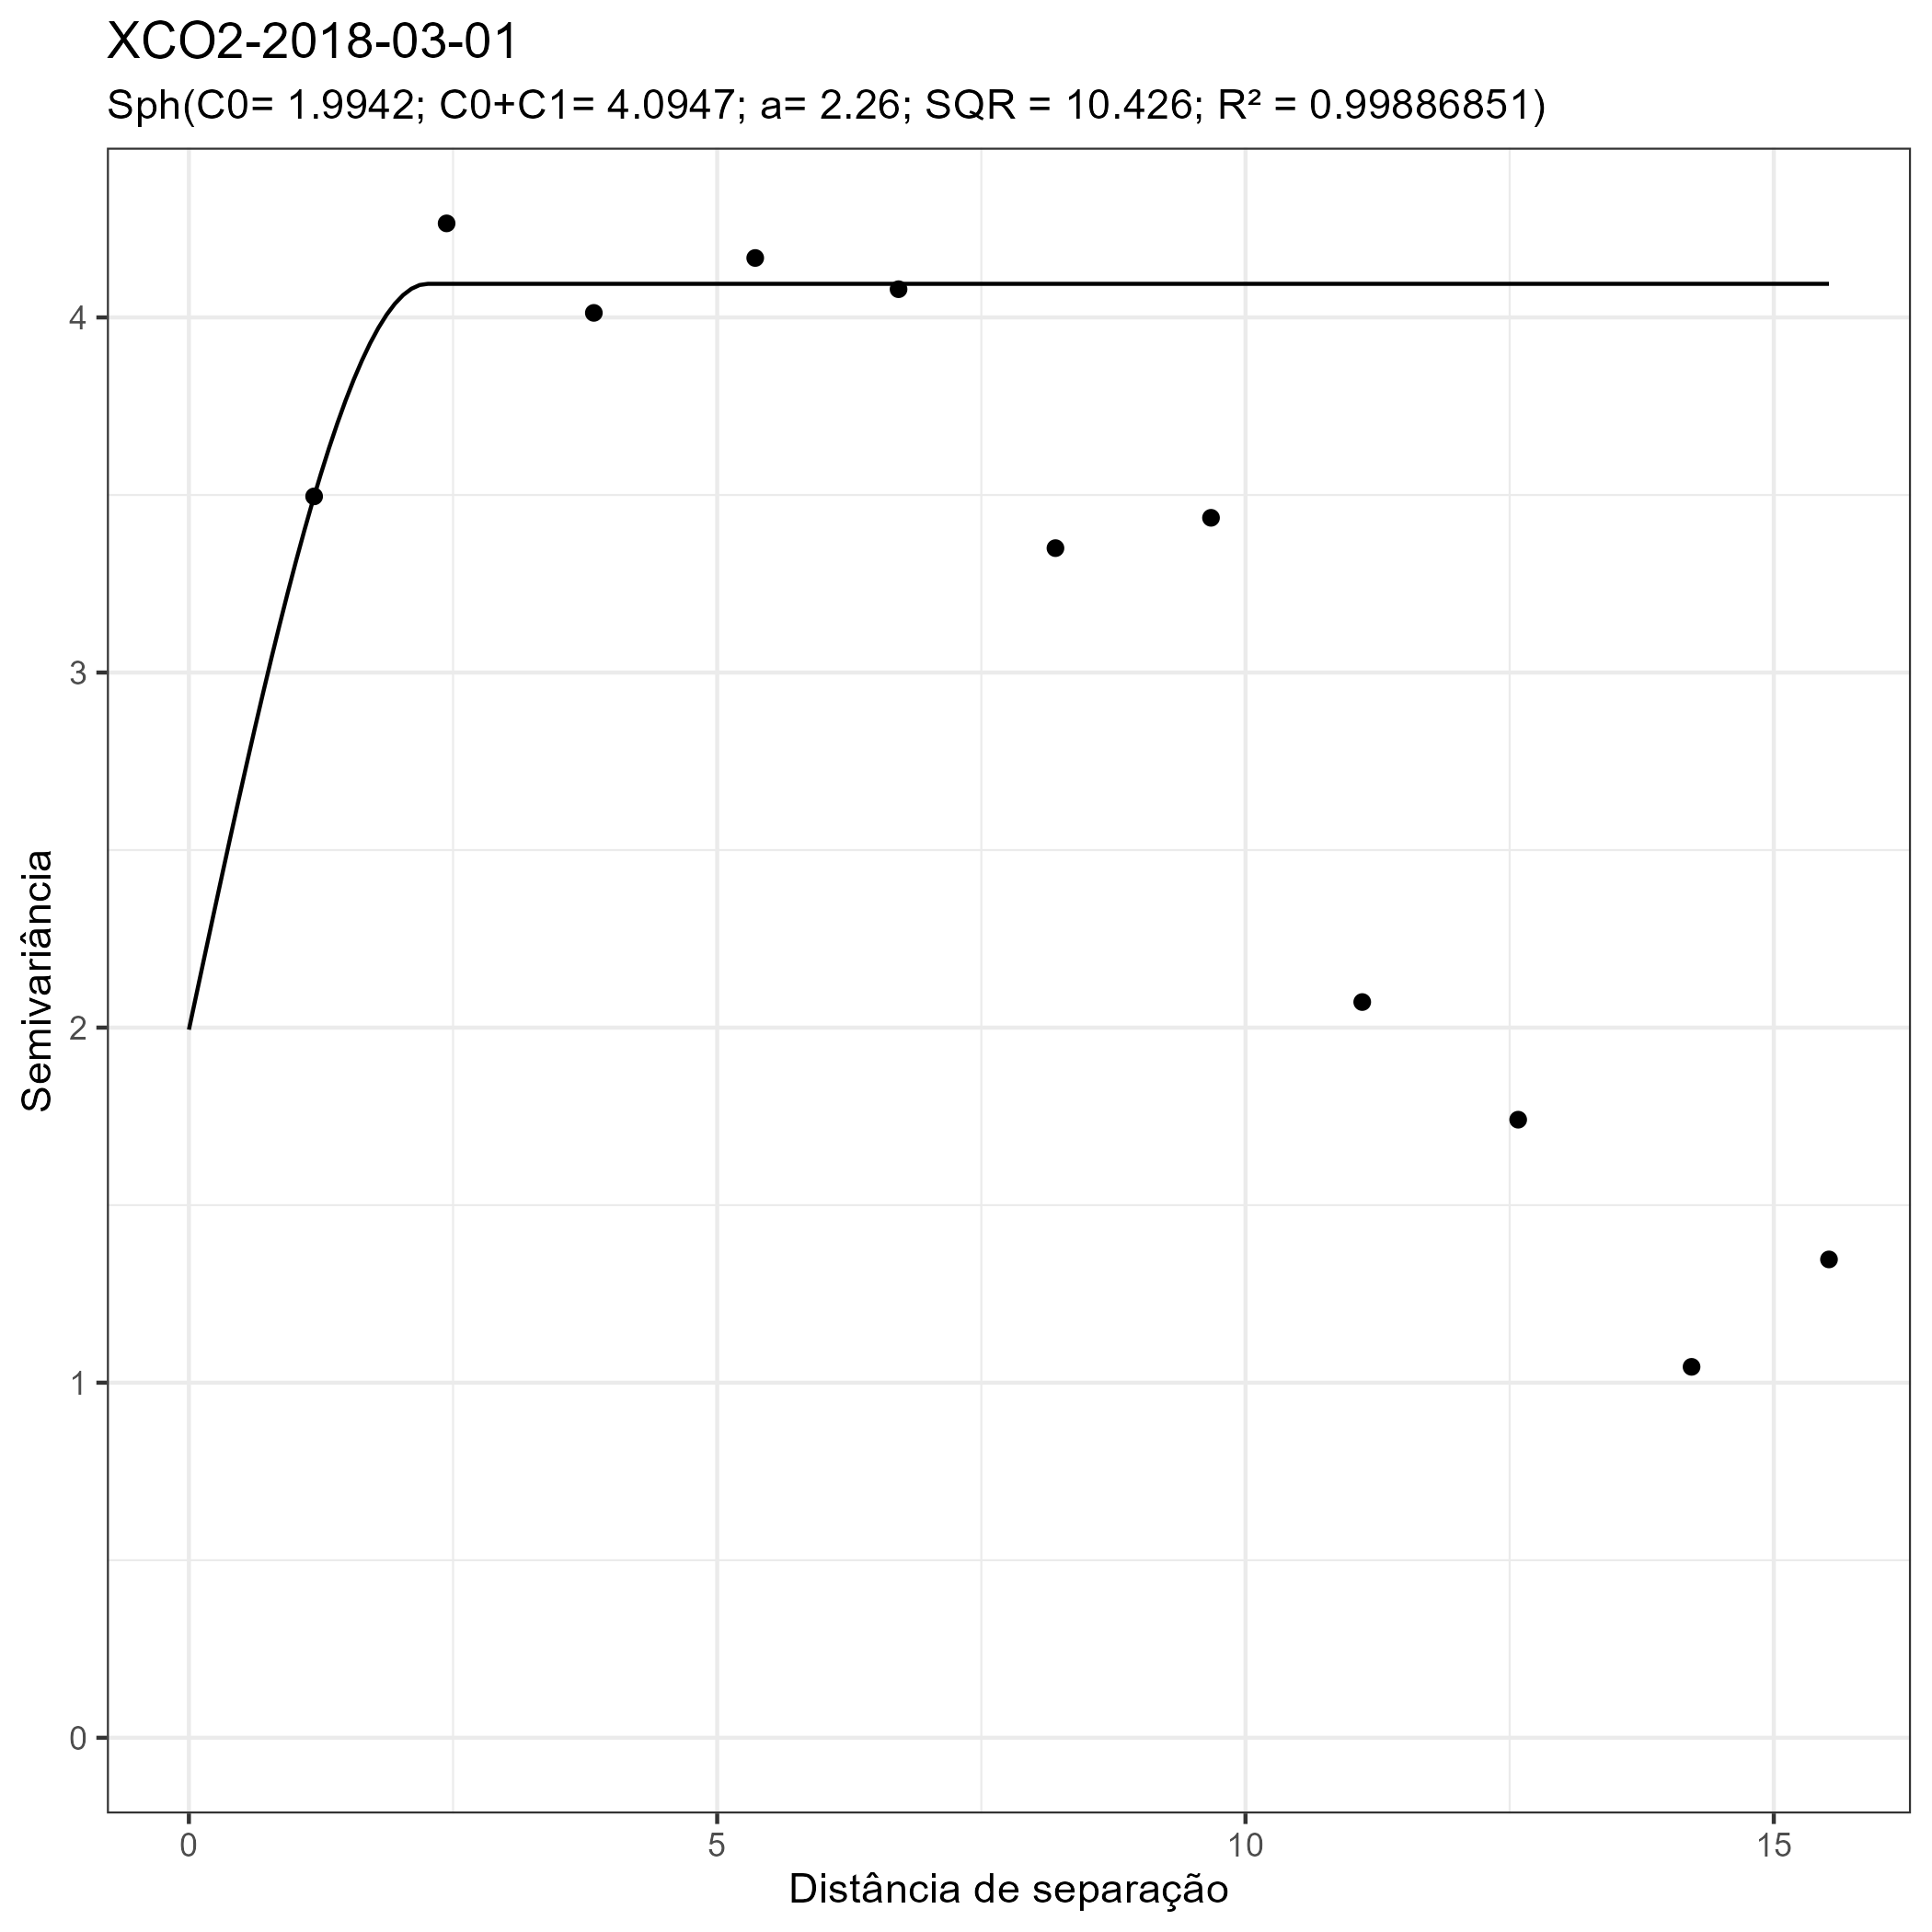 XCO2-2018-03-01
Sph(C0= 1.9942; C0+C1= 4.0947; a= 2.26; SQR = 10.426; R² = 0.99886851)
Semivariância
4
3
2
1
0
0 5 10 15
Distância de separação